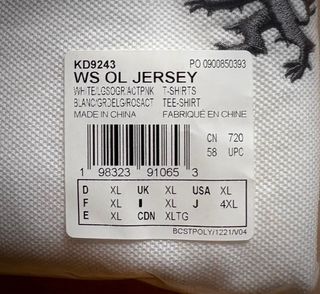 KD9243 PO 0900850393
WS OL JERSEY
WHITE/LGSOGR/ACTPNK T-SHIRTS
BLANC/GRDELG/ROSACT TEE-SHIRT
MADE IN CHINA FABRIQUÉ EN CHINE
CN 720
58 UPC
1 98323 91065 3
D XL UK XL USA XL
F XL I XL J 4XL
E XL CDN XLTG
BCSTPOLY/1221/V04